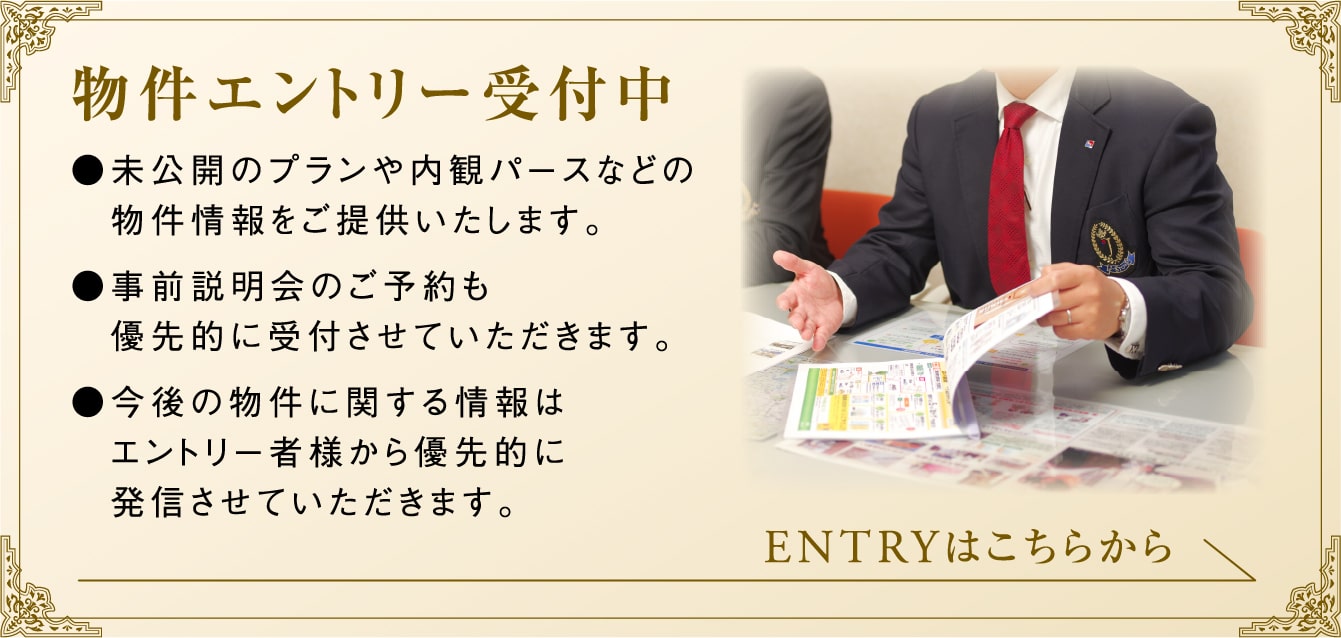 物件エントリー受付中
●未公開のプランや内観パースなどの
物件情報をご提供いたします。
●事前説明会のご予約も
優先的に受付させていただきます。
●今後の物件に関する情報は
エントリー者様から優先的に
発信させていただきます。
ENTRYはこちらから